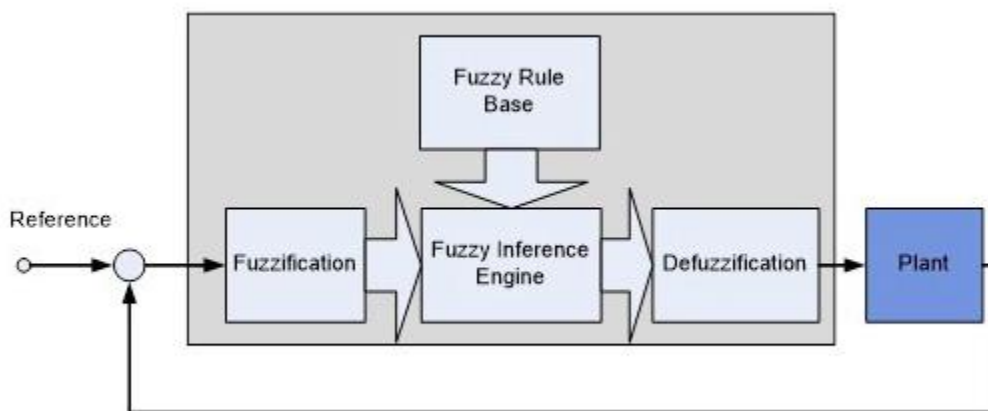 Fuzzy Rule
Base
Reference
Fuzzification
Fuzzy Inference
Engine
Defuzzification
Plant